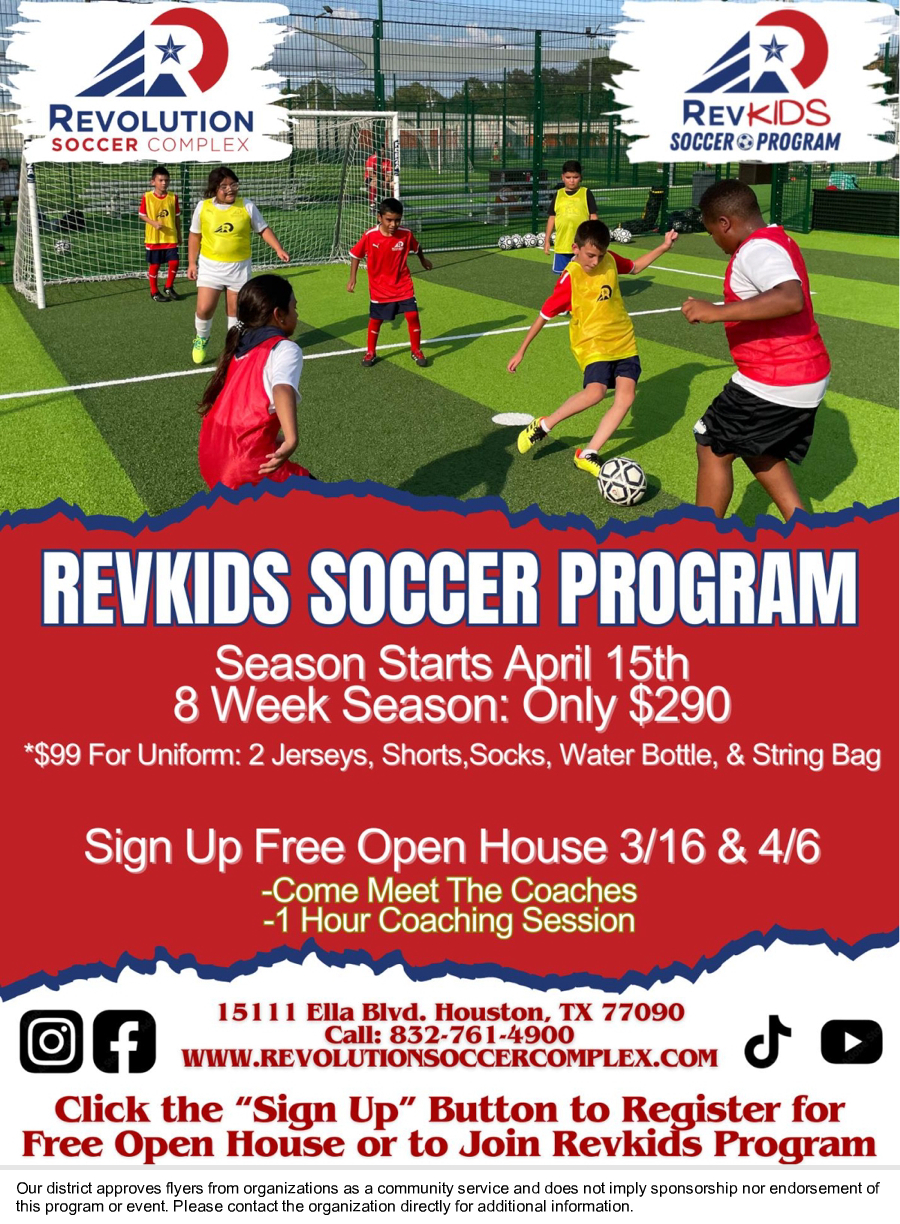 REVOLUTION
SOCCER COMPLEX
REVKIDS
SOCCER PROGRAM
REVKIDS SOCCER PROGRAM
Season Starts April 15th
8 Week Season: Only $290
*$99 For Uniform: 2 Jerseys, Shorts,Socks, Water Bottle, & String Bag
Sign Up Free Open House 3/16 & 4/6
-Come Meet The Coaches
-1 Hour Coaching Session
15111 Ella Blvd. Houston, TX 77090
Call: 832-761-4900
WWW.REVOLUTIONSOCCERCOMPLEX.COM
Click the “Sign Up” Button to Register for
Free Open House or to Join Revkids Program
Our district approves flyers from organizations as a community service and does not imply sponsorship nor endorsement of
this program or event. Please contact the organization directly for additional information.